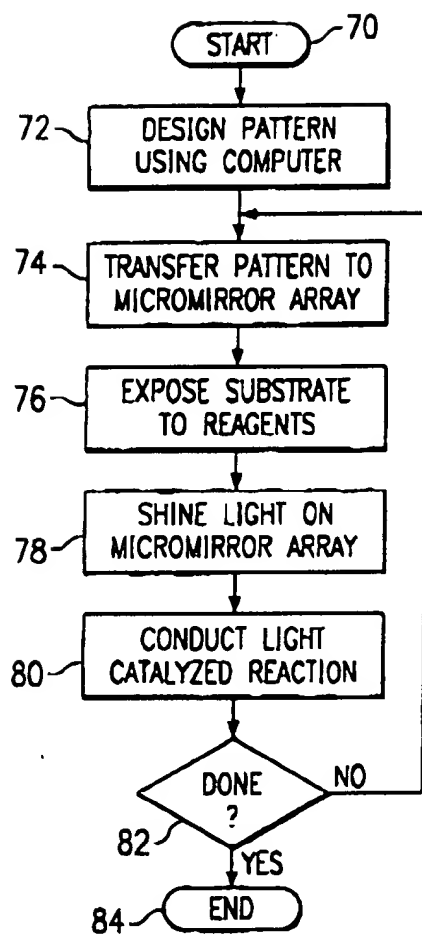 START
70
72
DESIGN PATTERN
USING COMPUTER
74
TRANSFER PATTERN TO
MICROMIRROR ARRAY
76
EXPOSE SUBSTRATE
TO REAGENTS
78
SHINE LIGHT ON
MICROMIRROR ARRAY
80
CONDUCT LIGHT
CATALYZED REACTION
DONE
?
NO
82
YES
84
END